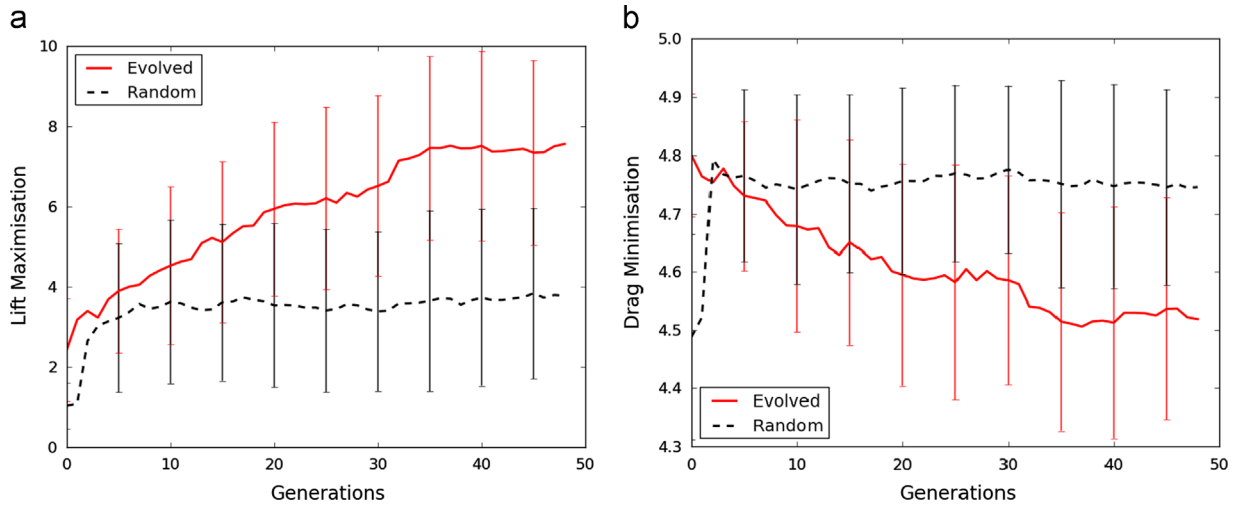 a
Lift Maximisation
10
8
6
4
2
0
Evolved
Random
0 10 20 30 40 50
Generations
b
Drag Minimisation
5.0
4.9
4.8
4.7
4.6
4.5
4.4
4.3
Evolved
Random
0 10 20 30 40 50
Generations